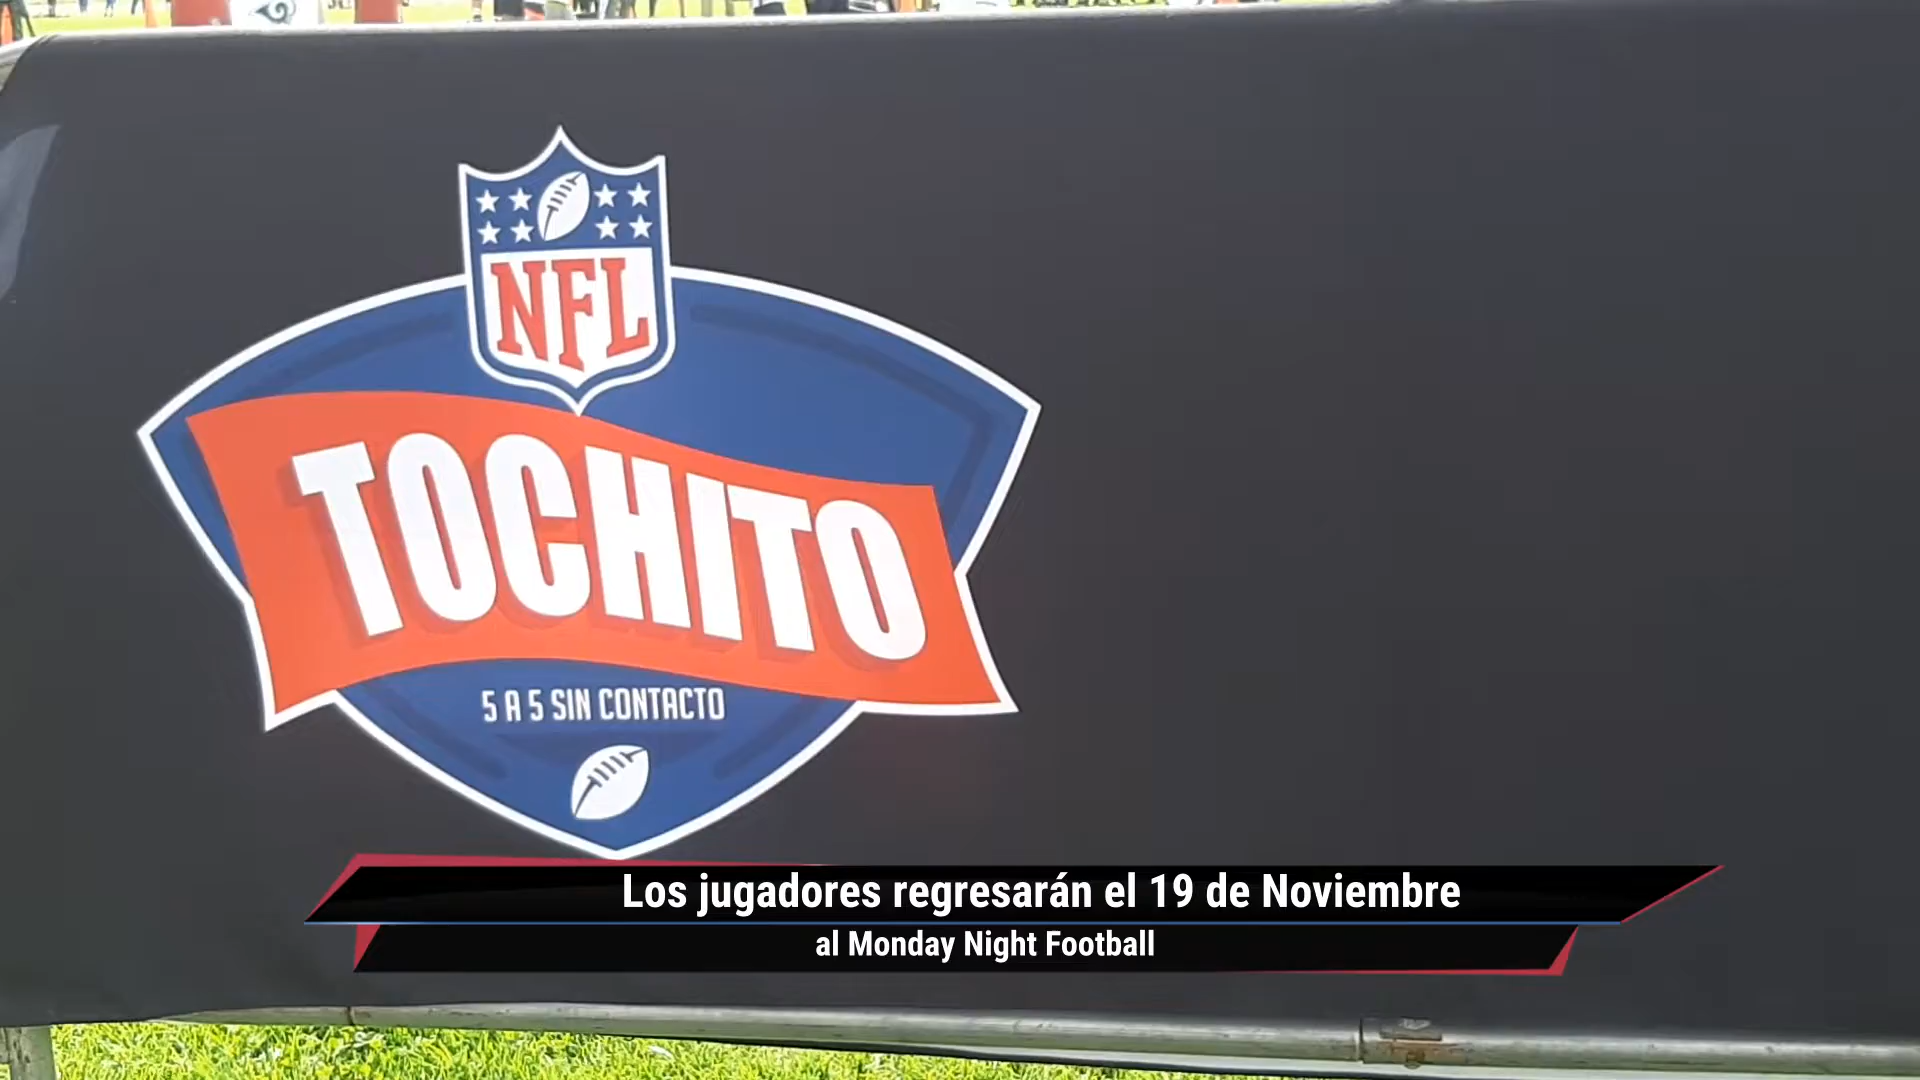 NFL
TOCHITO
5 A 5 SIN CONTACTO
Los jugadores regresarán el 19 de Noviembre
al Monday Night Football